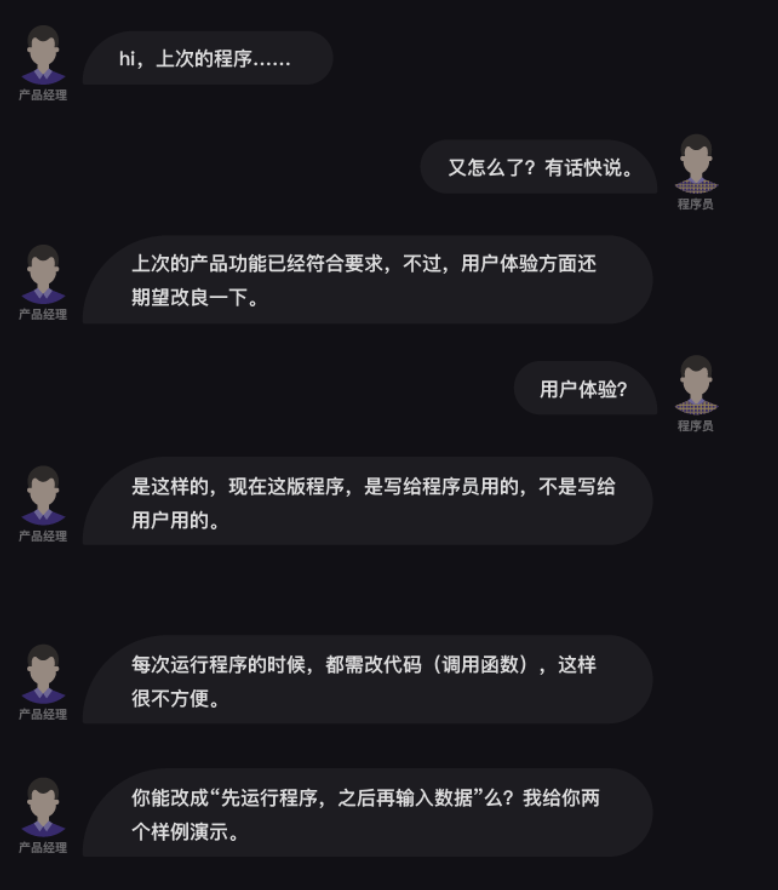 hi，上次的程序……
产品经理
又怎么了？有话快说。
程序员
上次的产品功能已经符合要求，不过，用户体验方面还
期望改良一下。
产品经理
用户体验？
程序员
是这样的，现在这版程序，是写给程序员用的，不是写给
用户用的。
产品经理
每次运行程序的时候，都需改代码（调用函数），这样
很不方便。
产品经理
你能改成“先运行程序，之后再输入数据”么？我给你两
个样例演示。
产品经理